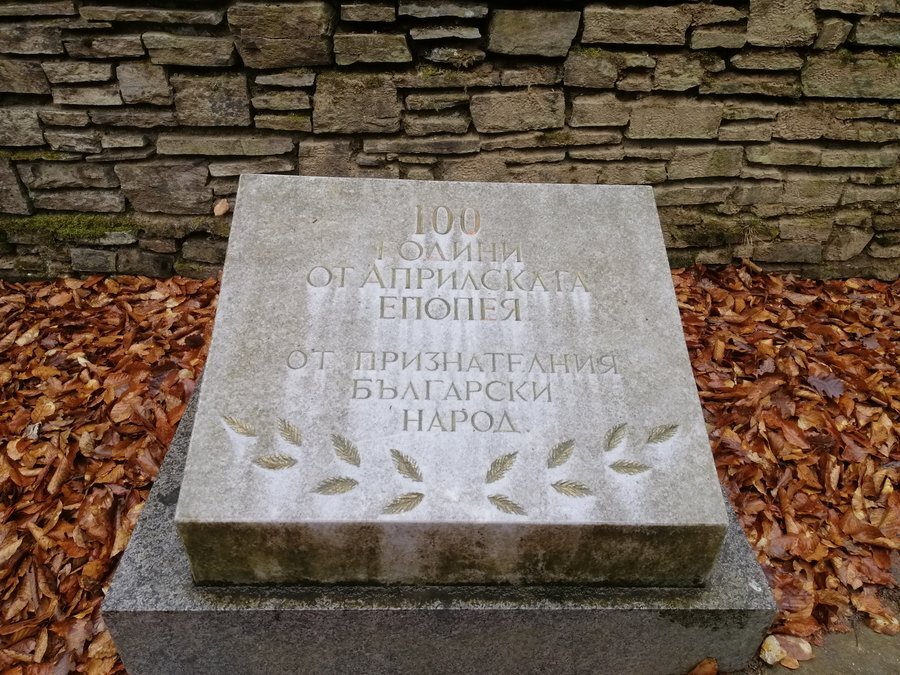 100
ГОДИНИ
ОТ АПРИЛСКАТА
ЕПОПЕЯ
ОТ ПРИЗНАТЕЛНИЯ
БЪЛГАРСКИ
НАРОД.